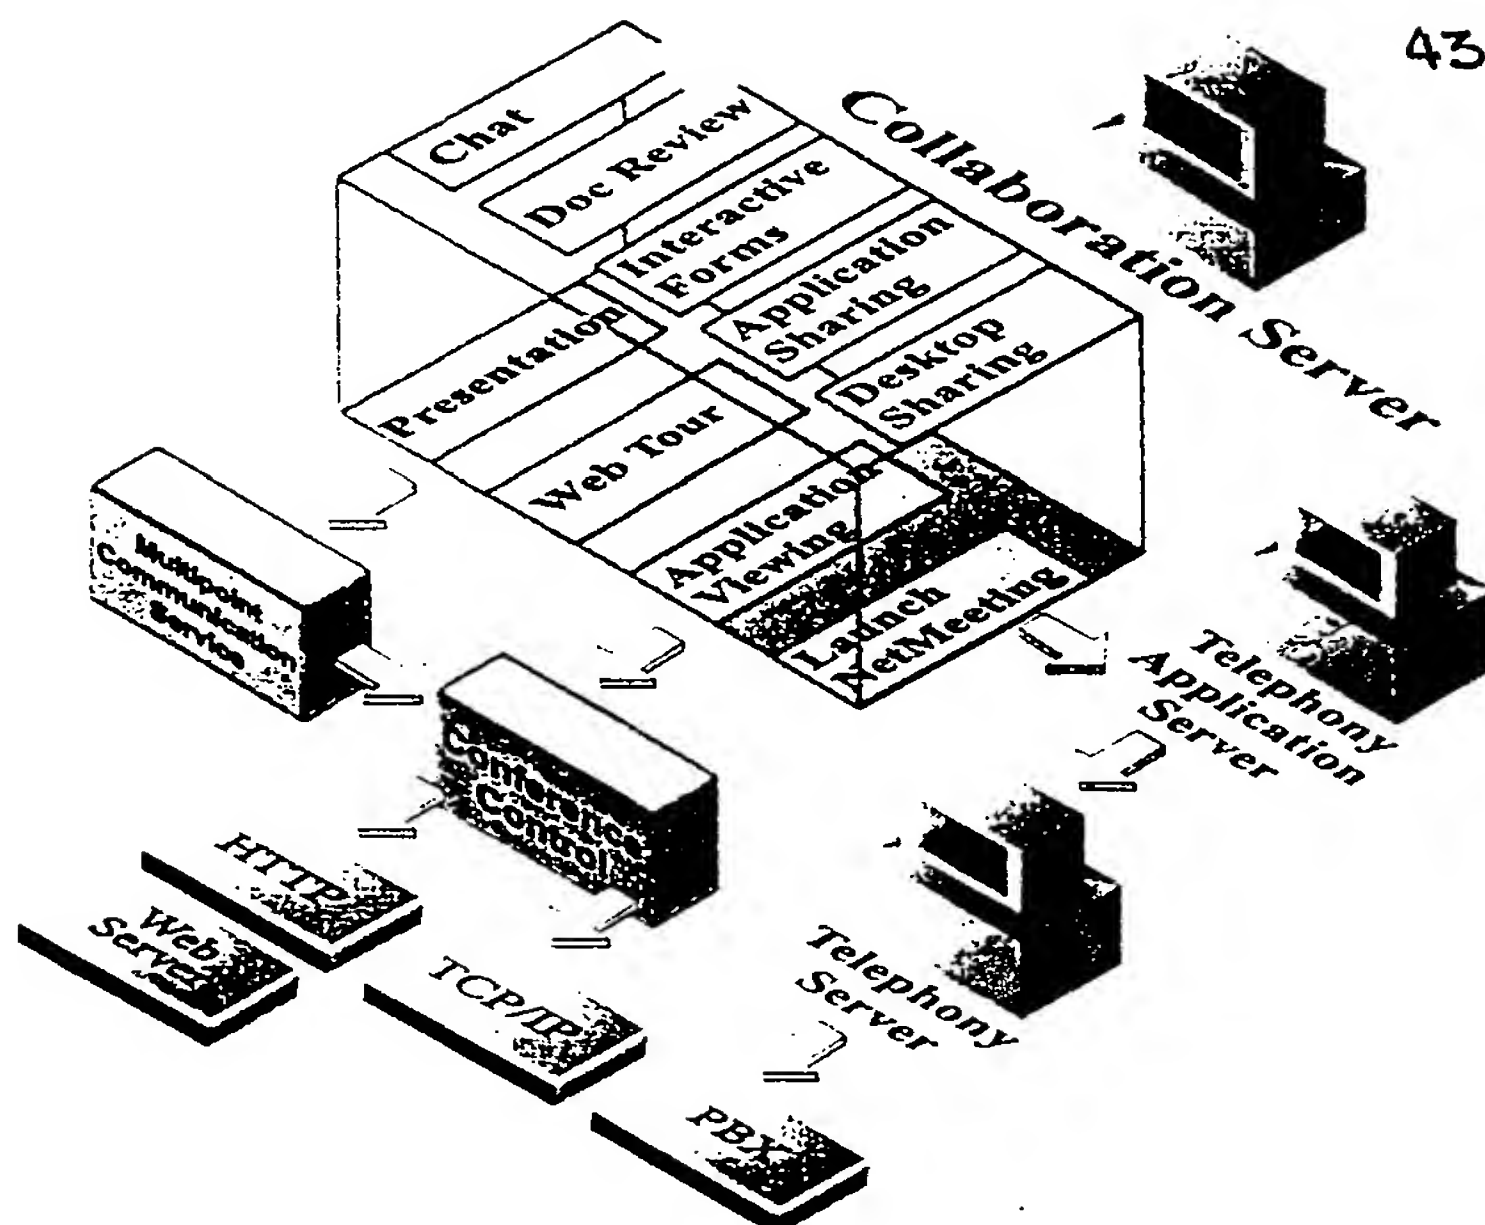 43
Chat
Doc Review
Interactive
Forms
Application
Sharing
Desktop
Sharing
Presentation
Web Tour
Application
Viewing
Launch
NetMeeting
Collaboration Server
Multipoint
Communication
Service
Conference
Control
Telephony
Application
Server
Telephony
Server
HTTP
Web
Server
TCP/IP
PBX